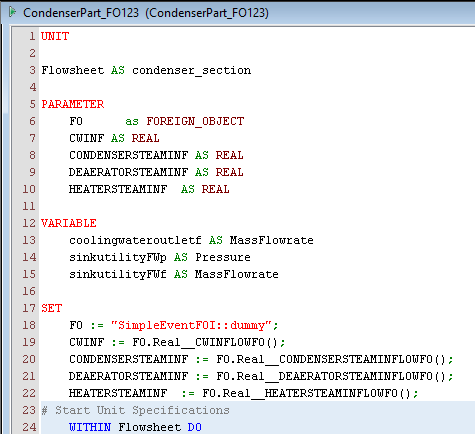 CondenserPart_FO123 (CondenserPart_FO123)
1 UNIT
2
3 Flowsheet AS condenser_section
4
5 PARAMETER
6 FO as FOREIGN_OBJECT
7 CWINF AS REAL
8 CONDENSERSTEAMINF AS REAL
9 DEAERATORSTEAMINF AS REAL
10 HEATERSTEAMINF AS REAL
11
12 VARIABLE
13 coolingwateroutletf AS MassFlowrate
14 sinkutilityFWp AS Pressure
15 sinkutilityFWf AS MassFlowrate
16
17 SET
18 FO := "SimpleEventFOI::dummy";
19 CWINF := FO.Real__CWINFLOWFO();
20 CONDENSERSTEAMINF := FO.Real__CONDENSERSTEAMINFLOWFO();
21 DEAERATORSTEAMINF := FO.Real__DEAERATORSTEAMINFLOWFO();
22 HEATERSTEAMINF := FO.Real__HEATERSTEAMINFLOWFO();
23 # Start Unit Specifications
24 WITHIN Flowsheet DO